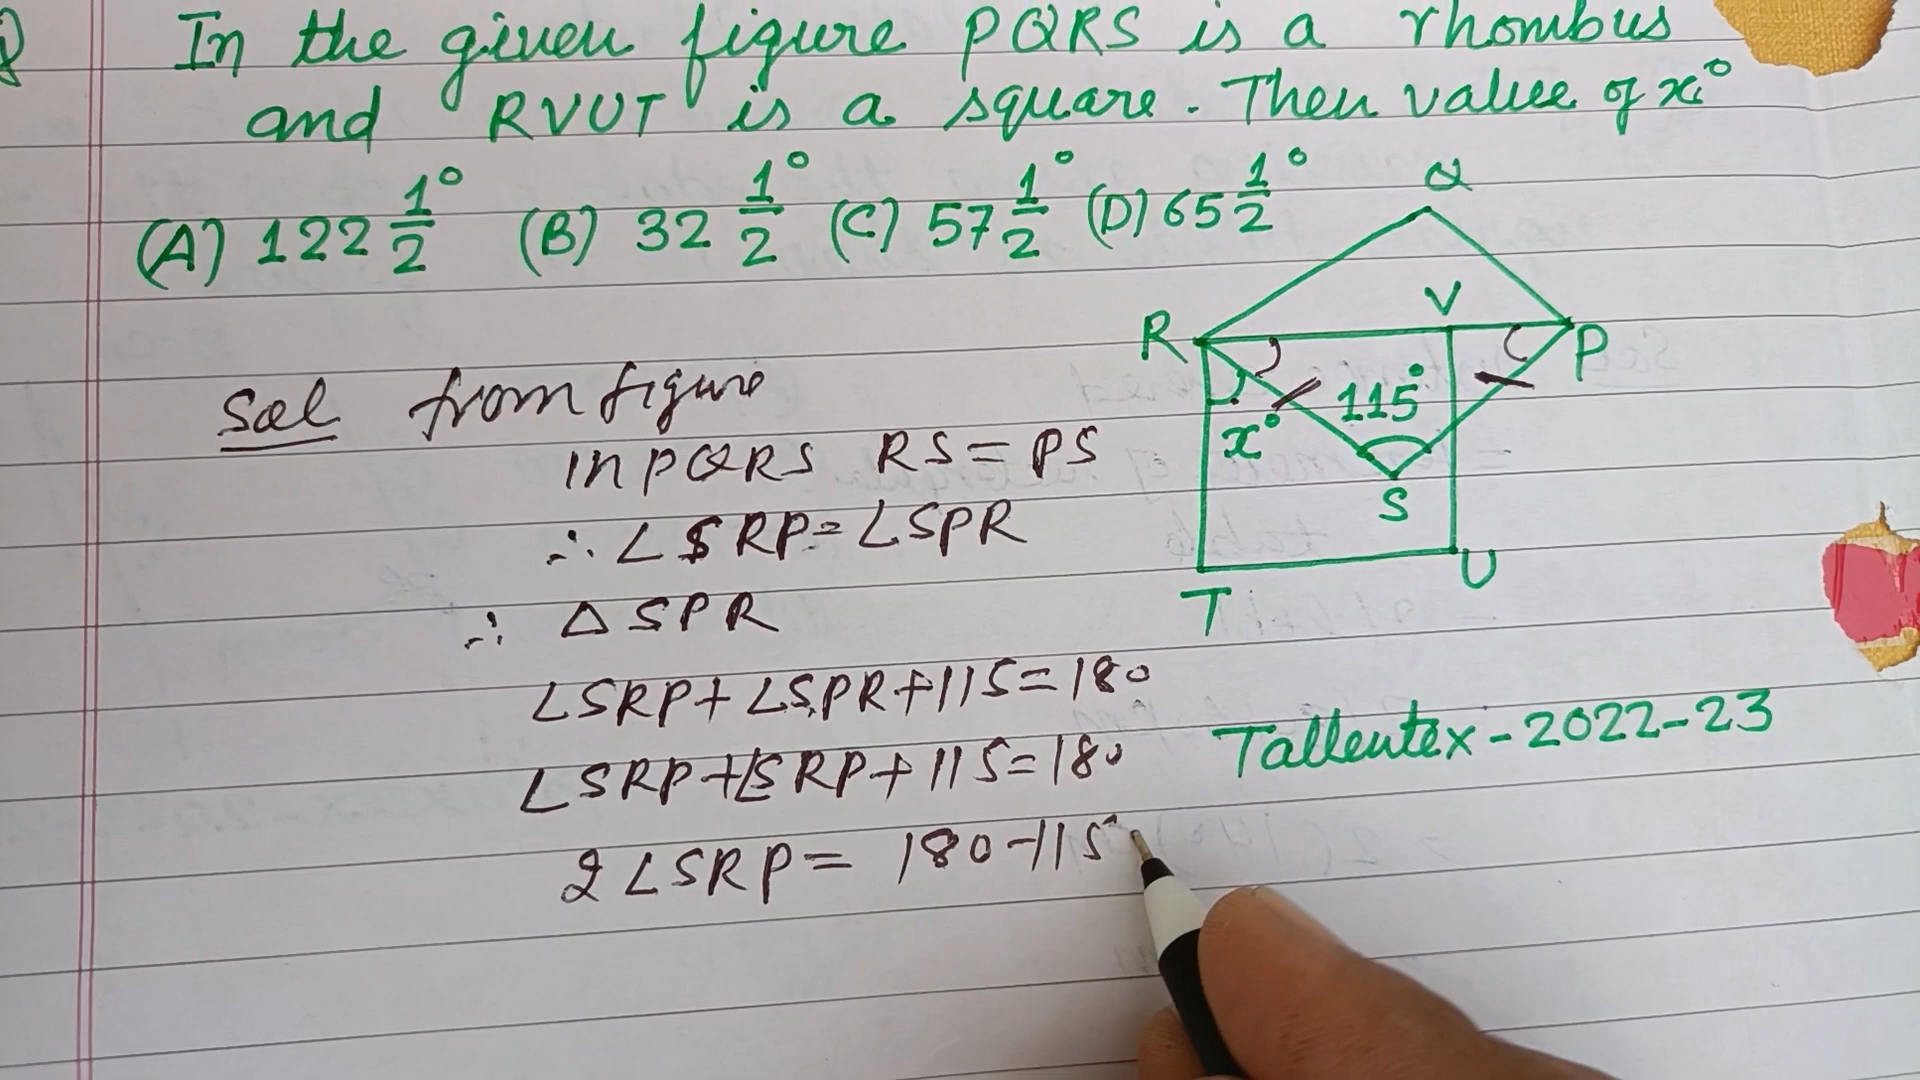 In the given figure PQRS is a rhombus
and RVUT is a square. Then value of x°
(A) 122 1/2° (B) 32 1/2° (C) 57 1/2° (D) 65 1/2°
Q
R V P
115°
x°
S
T U
Sol from figure
In PQRS RS = PS
∴ ∠SRP = ∠SPR
∴ △ SPR
∠SRP + ∠SPR + 115 = 180
∠SRP + ∠SRP + 115 = 180
2 ∠SRP = 180 - 115
Tallentex - 2022-23